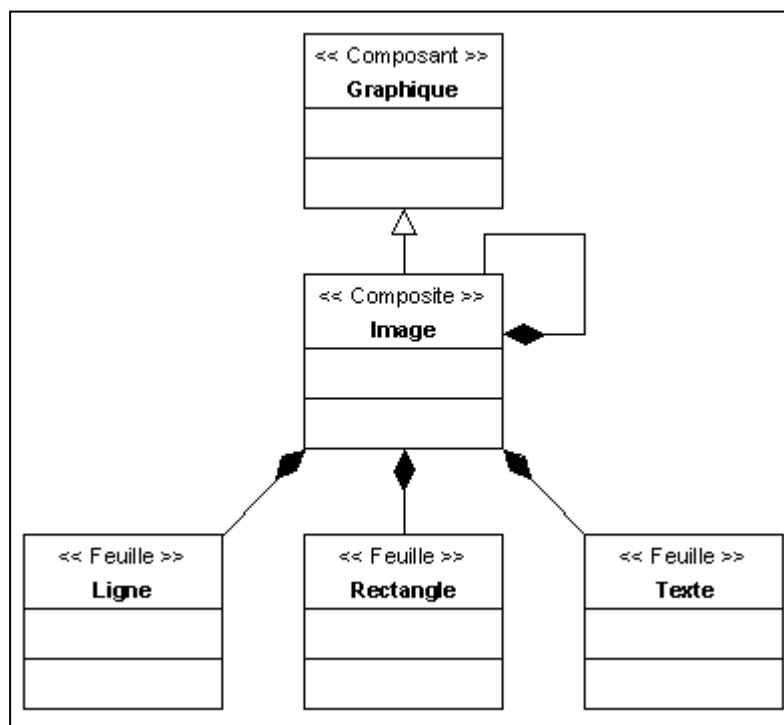 << Composant >>
Graphique
<< Composite >>
Image
<< Feuille >>
Ligne
<< Feuille >>
Rectangle
<< Feuille >>
Texte